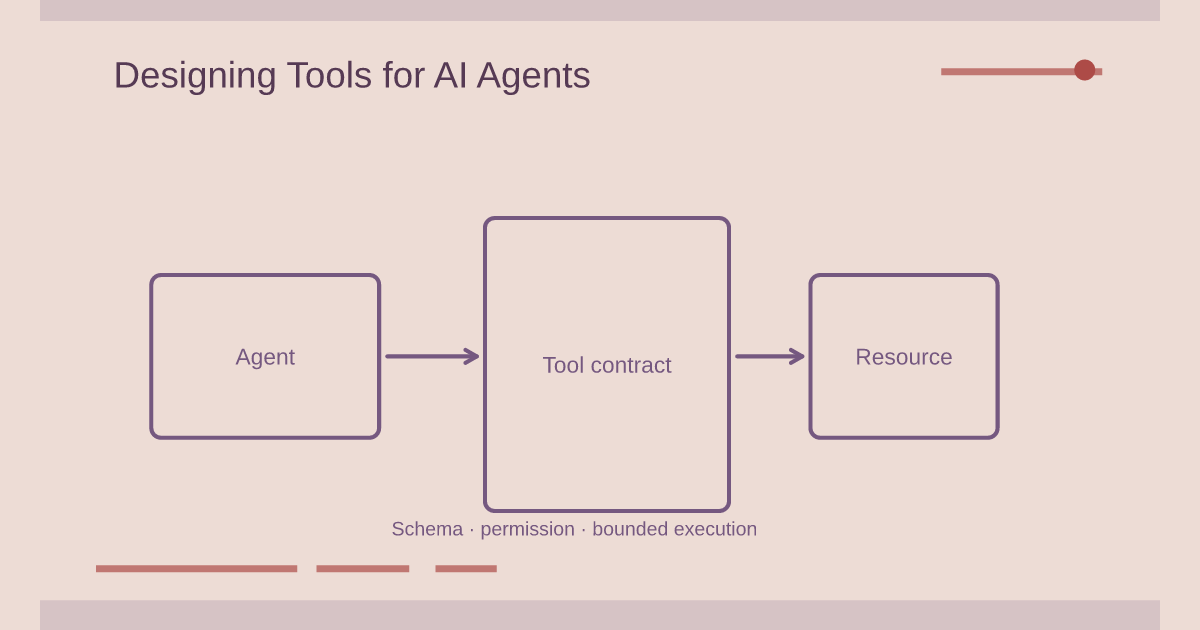 Designing Tools for AI Agents
Agent
Tool contract
Resource
Schema · permission · bounded execution